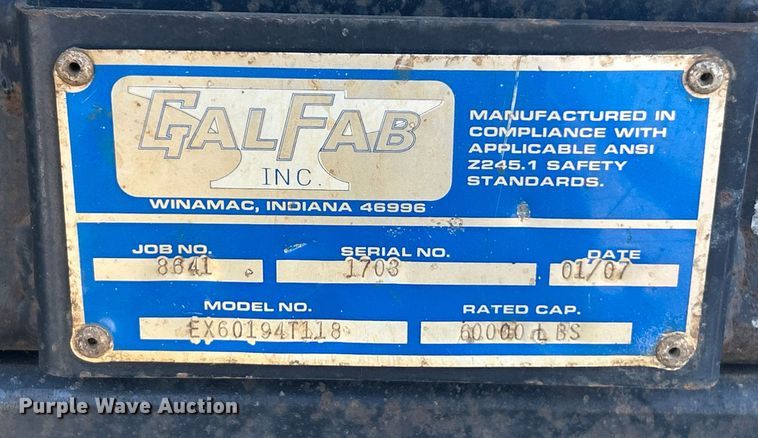 GALFAB
INC.
WINAMAC, INDIANA 46996
MANUFACTURED IN
COMPLIANCE WITH
APPLICABLE ANSI
Z245.1 SAFETY
STANDARDS.
JOB NO. SERIAL NO. DATE
8641 1703 01/07
MODEL NO. RATED CAP.
EX60194T118 60000 LBS
Purple Wave Auction